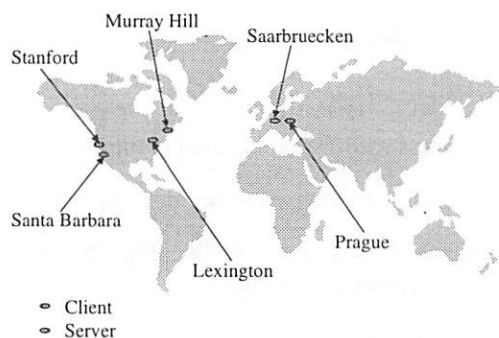 Murray Hill
Saarbruecken
Stanford
Santa Barbara
Prague
Lexington
Client
Server